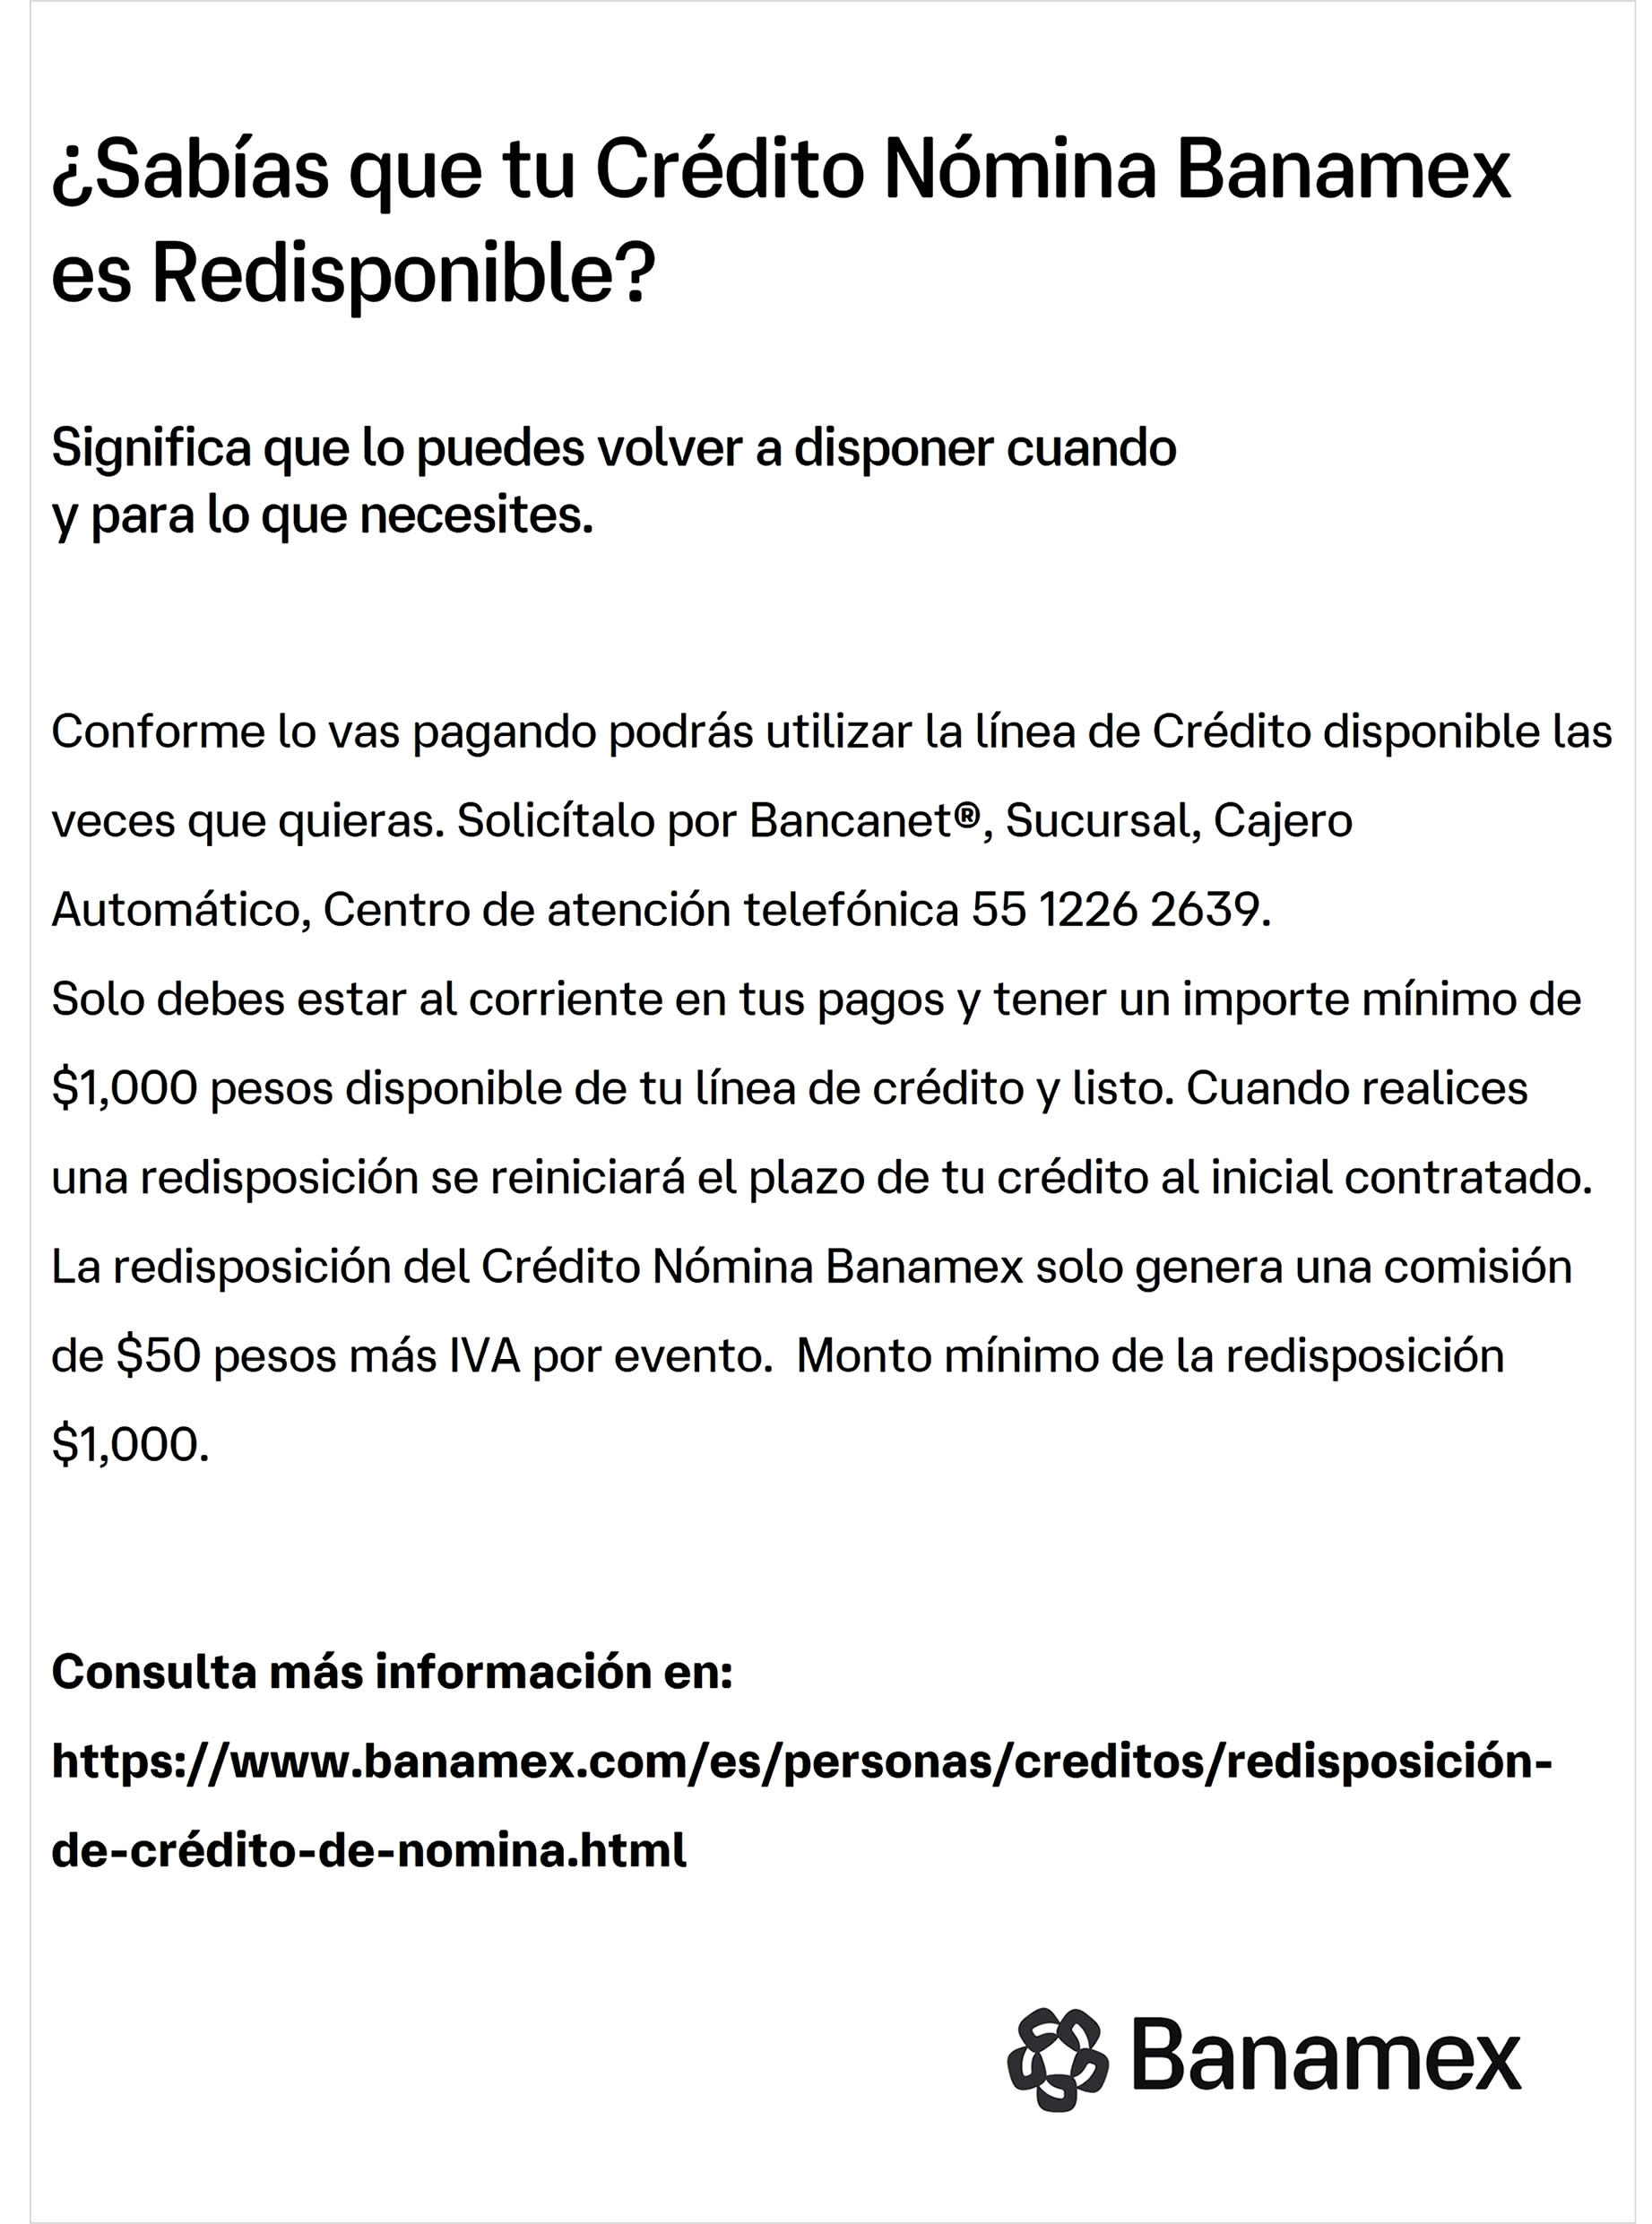 ¿Sabías que tu Crédito Nómina Banamex
es Redisponible?
Significa que lo puedes volver a disponer cuando
y para lo que necesites.
Conforme lo vas pagando podrás utilizar la línea de Crédito disponible las
veces que quieras. Solicítalo por Bancanet®, Sucursal, Cajero
Automático, Centro de atención telefónica 55 1226 2639.
Solo debes estar al corriente en tus pagos y tener un importe mínimo de
$1,000 pesos disponible de tu línea de crédito y listo. Cuando realices
una redisposición se reiniciará el plazo de tu crédito al inicial contratado.
La redisposición del Crédito Nómina Banamex solo genera una comisión
de $50 pesos más IVA por evento.  Monto mínimo de la redisposición
$1,000.
Consulta más información en:
https://www.banamex.com/es/personas/creditos/redisposición-
de-crédito-de-nomina.html
Banamex